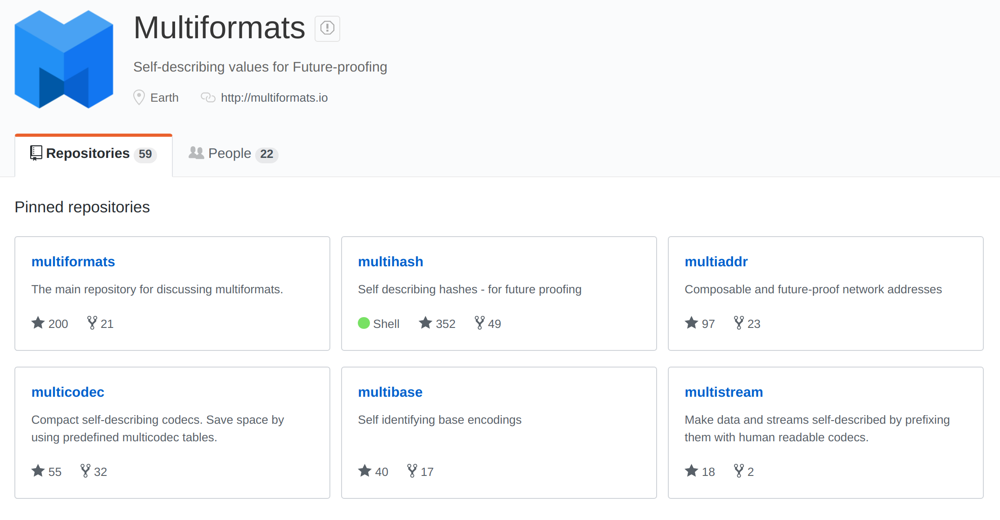 Multiformats
Self-describing values for Future-proofing
Earth http://multiformats.io
Repositories 59 People 22
Pinned repositories
multiformats
The main repository for discussing multiformats.
200 21
multihash
Self describing hashes - for future proofing
Shell 352 49
multiaddr
Composable and future-proof network addresses
97 23
multicodec
Compact self-describing codecs. Save space by
using predefined multicodec tables.
55 32
multibase
Self identifying base encodings
40 17
multistream
Make data and streams self-described by prefixing
them with human readable codecs.
18 2